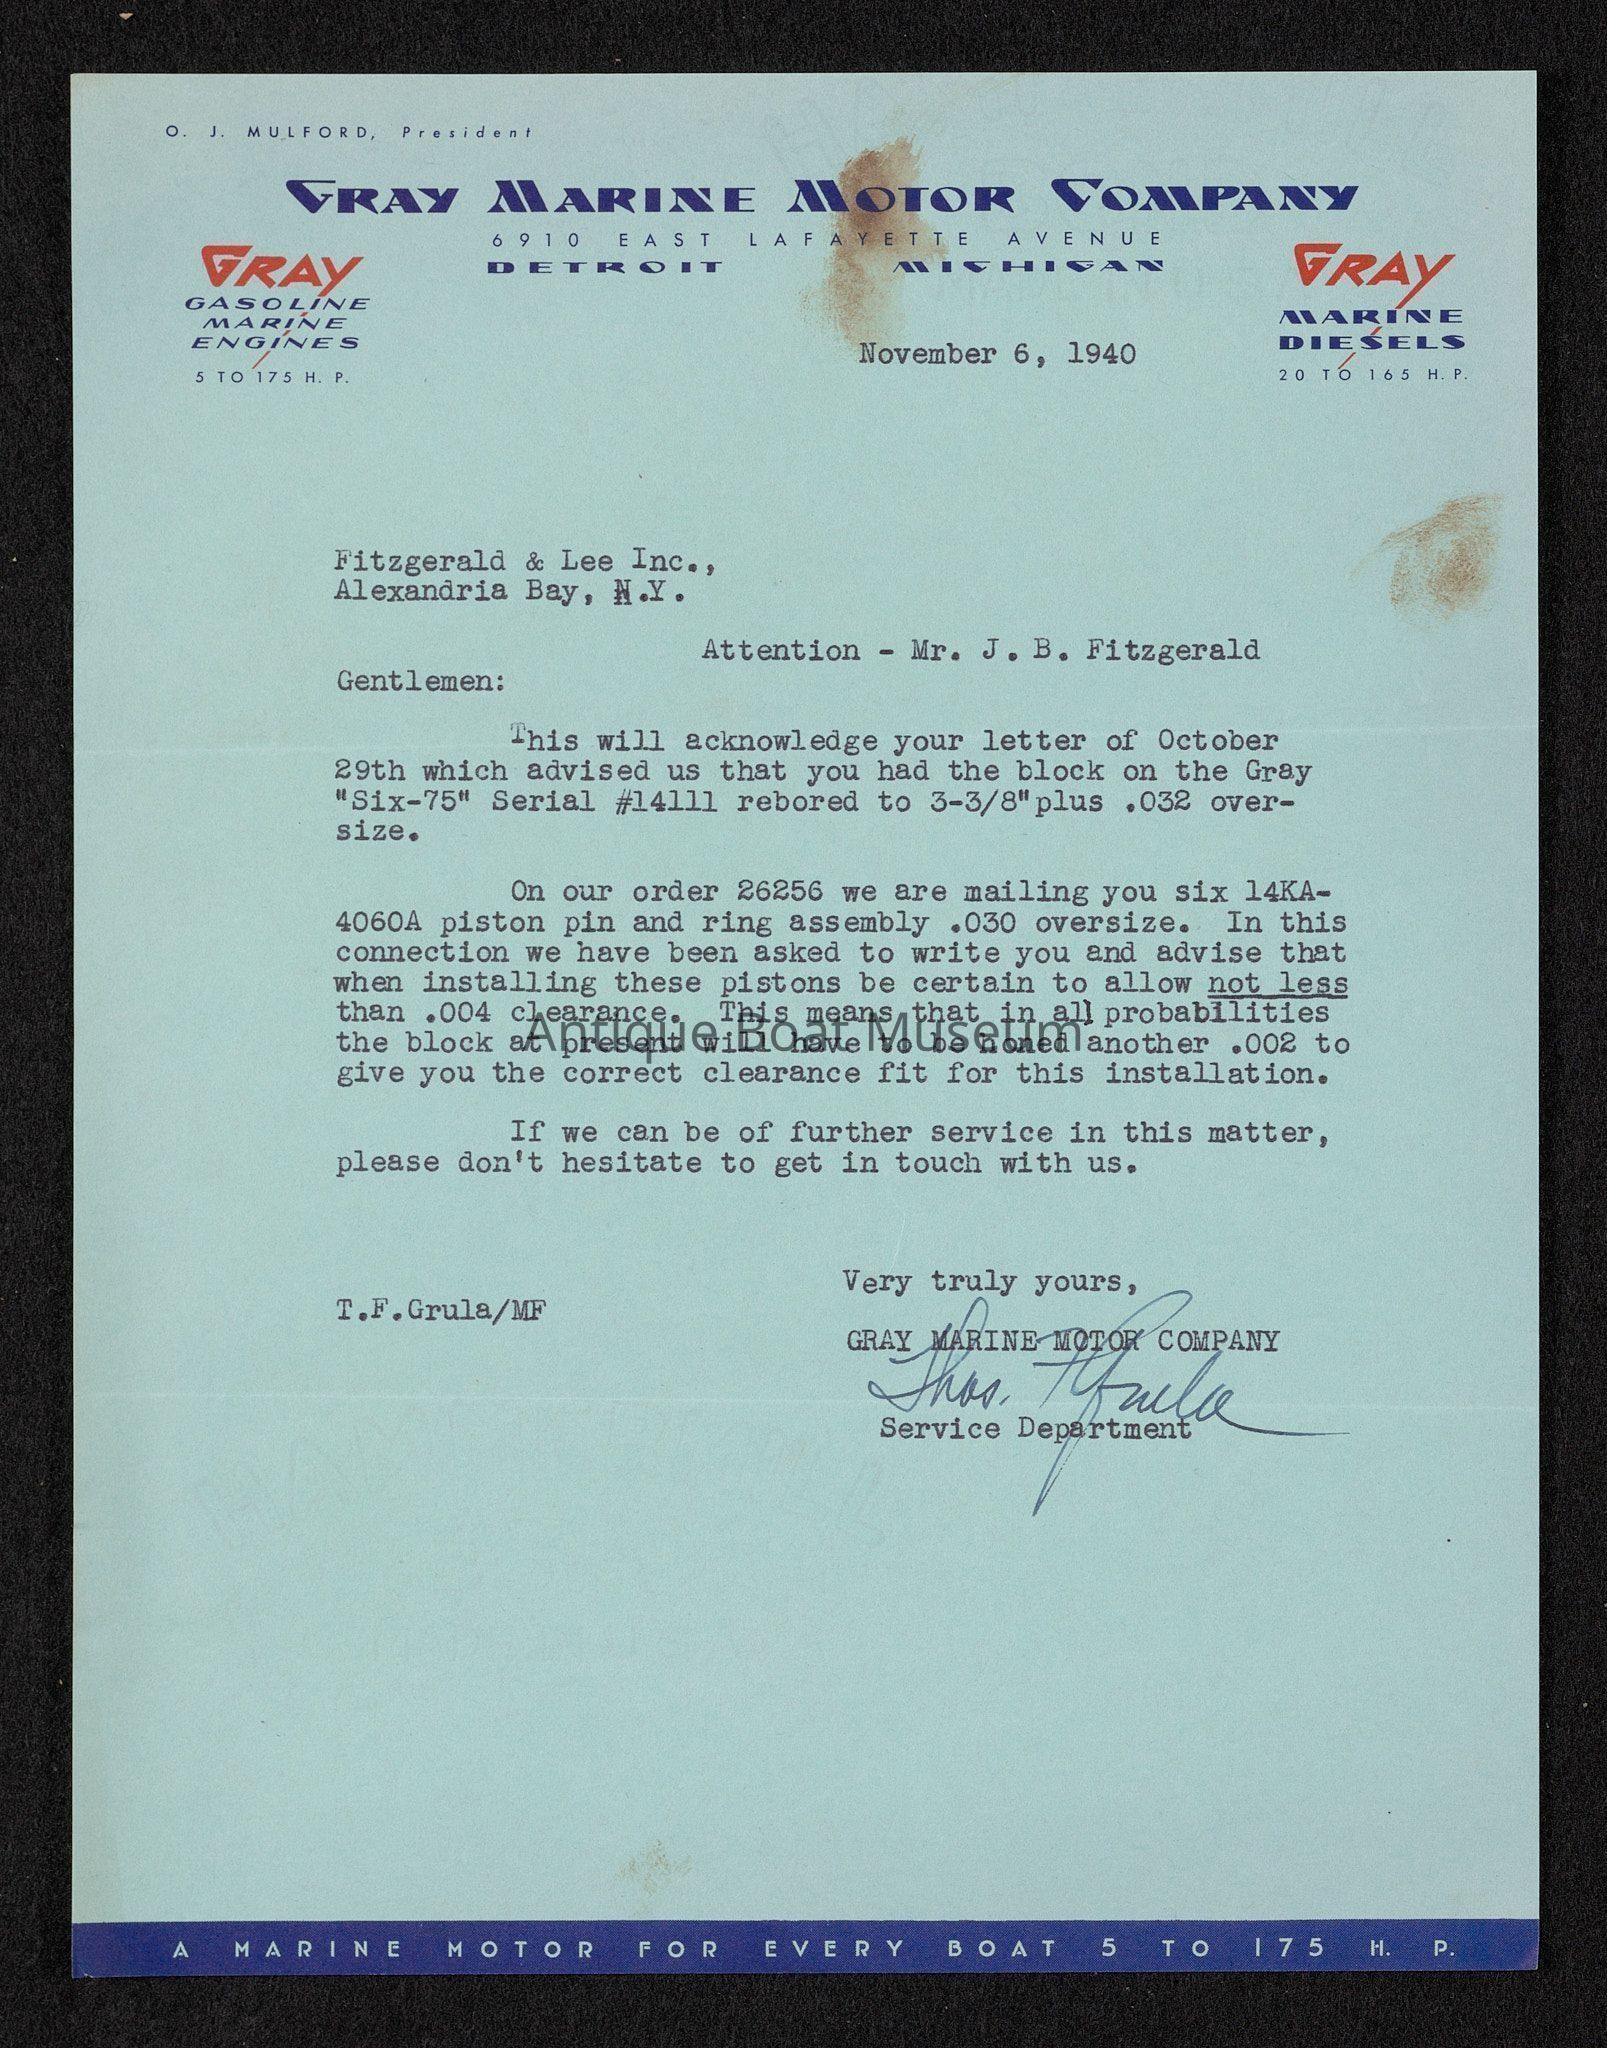 O. J. MULFORD, President
GRAY MARINE MOTOR COMPANY
6910 EAST LAFAYETTE AVENUE
DETROIT MICHIGAN
GRAY
GASOLINE
MARINE
ENGINES
5 TO 175 H. P.
GRAY
MARINE
DIESELS
20 TO 165 H. P.
November 6, 1940
Fitzgerald & Lee Inc.,
Alexandria Bay, N.Y.
Attention - Mr. J. B. Fitzgerald
Gentlemen:
This will acknowledge your letter of October
29th which advised us that you had the block on the Gray
"Six-75" Serial #14111 rebored to 3-3/8"plus .032 over-
size.
On our order 26256 we are mailing you six 14KA-
4060A piston pin and ring assembly .030 oversize. In this
connection we have been asked to write you and advise that
when installing these pistons be certain to allow not less
than .004 clearance. This means that in all probabilities
the block at present will have to be honed another .002 to
give you the correct clearance fit for this installation.
Antique Boat Museum
If we can be of further service in this matter,
please don't hesitate to get in touch with us.
Very truly yours,
T.F.Grula/MF
GRAY MARINE MOTOR COMPANY
Thos. F Grula
Service Department
A MARINE MOTOR FOR EVERY BOAT 5 TO 175 H. P.